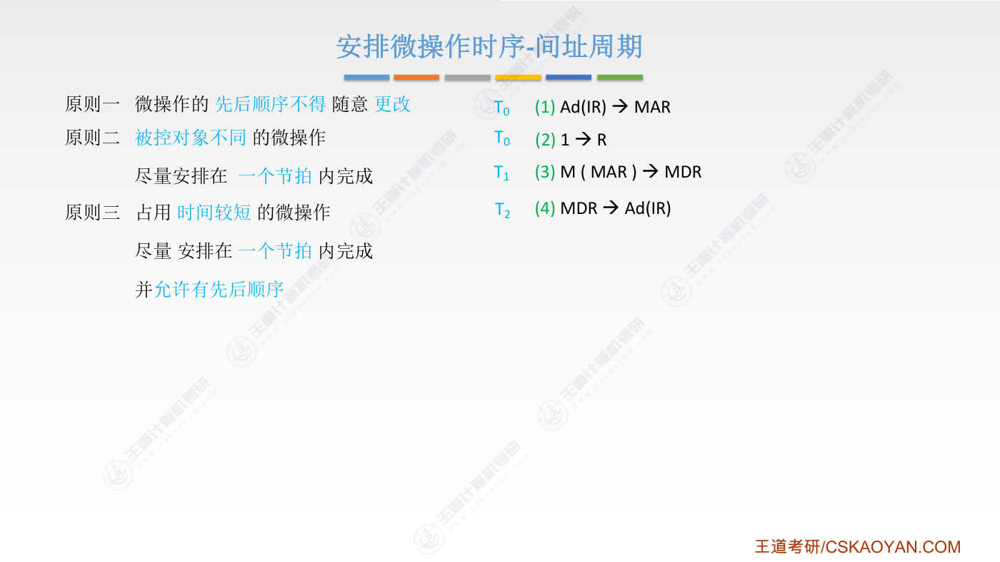 安排微操作时序-间址周期
原则一 微操作的 先后顺序不得 随意 更改
原则二 被控对象不同 的微操作
尽量安排在 一个节拍 内完成
原则三 占用 时间较短 的微操作
尽量 安排在 一个节拍 内完成
并允许有先后顺序
T0 (1) Ad(IR) → MAR
T0 (2) 1 → R
T1 (3) M ( MAR ) → MDR
T2 (4) MDR → Ad(IR)
王道考研/CSKAOYAN.COM